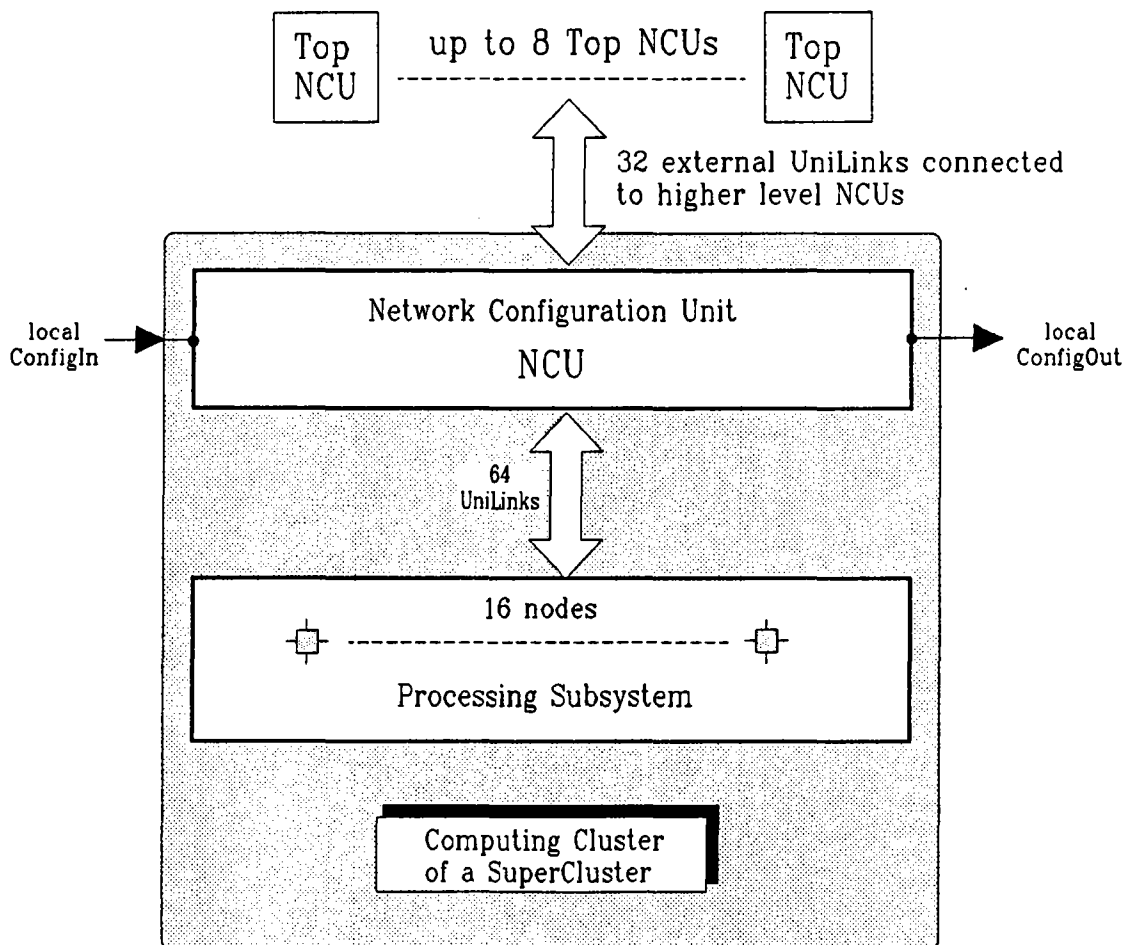 Top
NCU
up to 8 Top NCUs
Top
NCU
32 external UniLinks connected
to higher level NCUs
Network Configuration Unit
NCU
local
ConfigIn
local
ConfigOut
64
UniLinks
16 nodes
Processing Subsystem
Computing Cluster
of a SuperCluster